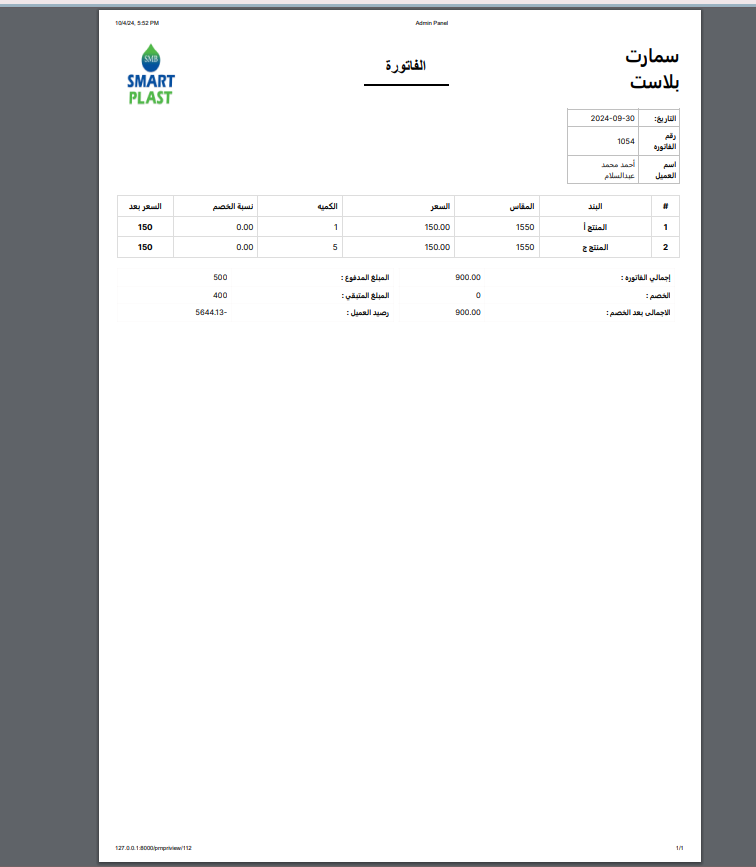 10/4/24, 5:52 PM Admin Panel
سمارت
بلاست
الفاتورة
SMB
SMART
PLAST
التاريخ: 2024-09-30
رقم
الفاتوره 1054
اسم
العميل أحمد محمد
عبدالسلام
# البند المقاس السعر الكميه نسبة الخصم السعر بعد
1 المنتج أ 1550 150.00 1 0.00 150
2 المنتج ج 1550 150.00 5 0.00 150
إجمالي الفاتوره : 900.00 المبلغ المدفوع : 500
الخصم : 0 المبلغ المتبقي : 400
الاجمالى بعد الخصم : 900.00 رصيد العميل : 5644.13-
127.0.0.1:8000/prnpriview/112 1/1